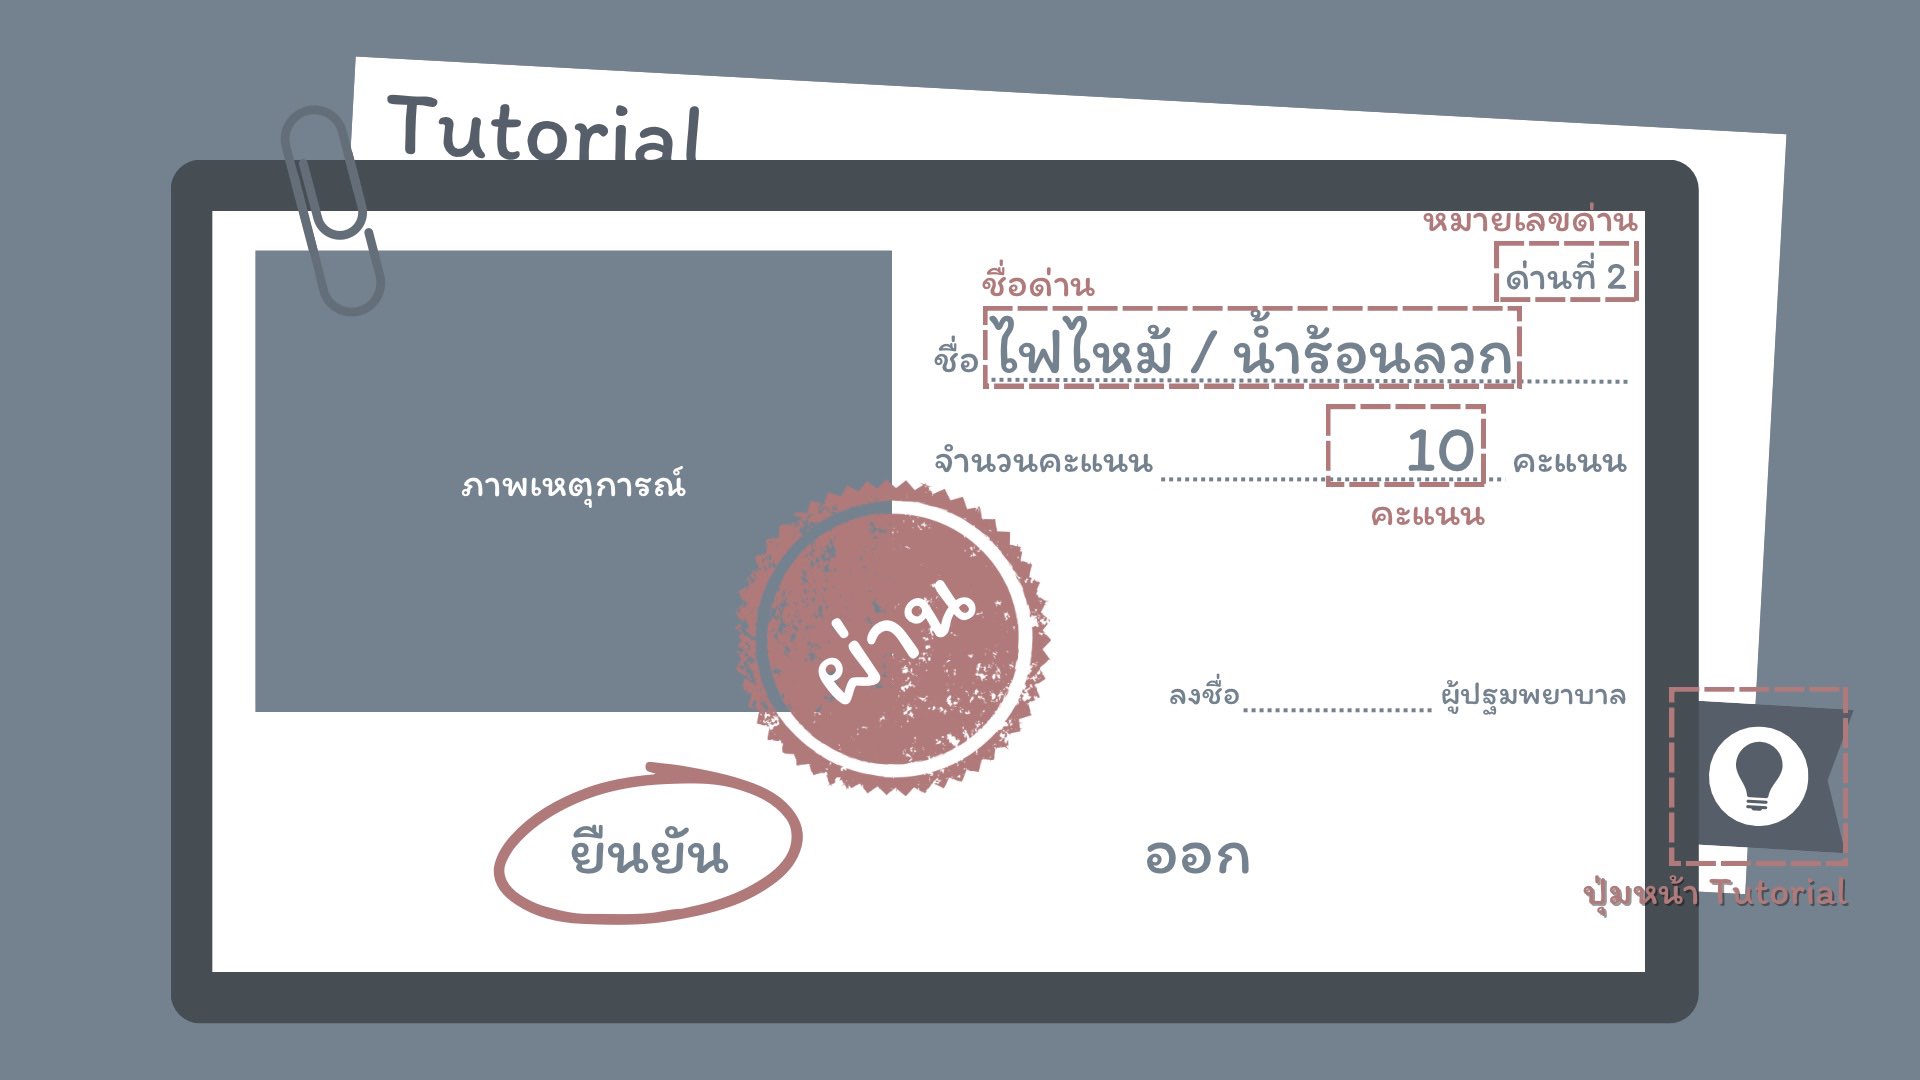 Tutorial
หมายเลขด่าน
ด่านที่ 2
ชื่อด่าน
ชื่อ ไฟไหม้ / น้ำร้อนลวก
จำนวนคะแนน 10 คะแนน
คะแนน
ภาพเหตุการณ์
ผ่าน
ลงชื่อ ผู้ปฐมพยาบาล
ยืนยัน
ออก
ปุ่มหน้า Tutorial